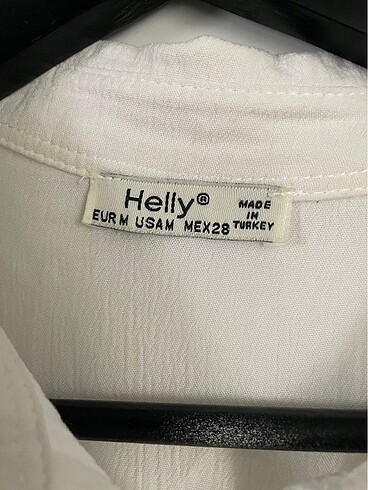 Helly®
EUR M USA M MEX 28
MADE
IN
TURKEY